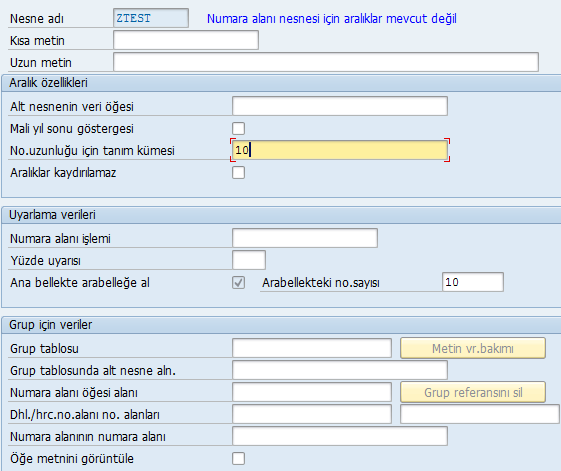 Nesne adı ZTEST Numara alanı nesnesi için aralıklar mevcut değil
Kısa metin
Uzun metin
Aralık özellikleri
Alt nesnenin veri öğesi
Mali yıl sonu göstergesi
No.uzunluğu için tanım kümesi 10
Aralıklar kaydırılamaz
Uyarlama verileri
Numara alanı işlemi
Yüzde uyarısı
Ana bellekte arabelleğe al Arabellekteki no.sayısı 10
Grup için veriler
Grup tablosu Metin vr.bakımı
Grup tablosunda alt nesne aln.
Numara alanı öğesi alanı Grup referansını sil
Dhl./hrc.no.alanı no. alanları
Numara alanının numara alanı
Öğe metnini görüntüle